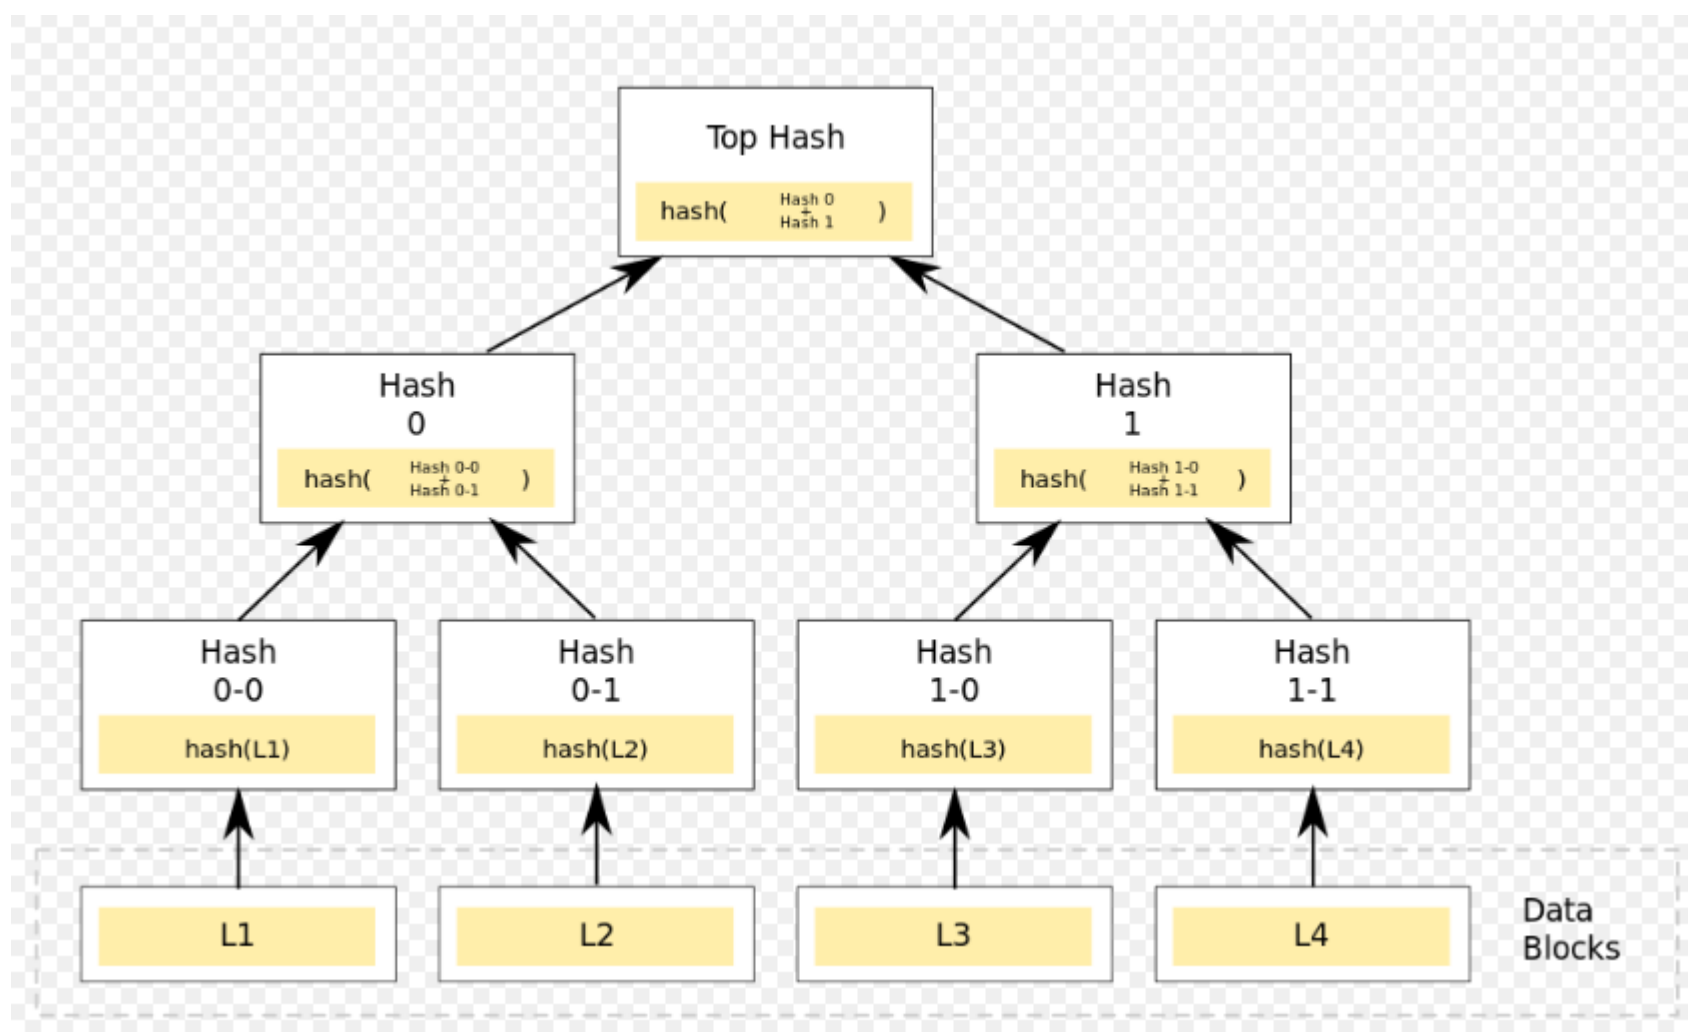 Top Hash
hash( Hash 0 + Hash 1 )
Hash
0
hash( Hash 0-0 + Hash 0-1 )
Hash
1
hash( Hash 1-0 + Hash 1-1 )
Hash
0-0
hash(L1)
Hash
0-1
hash(L2)
Hash
1-0
hash(L3)
Hash
1-1
hash(L4)
L1
L2
L3
L4
Data
Blocks